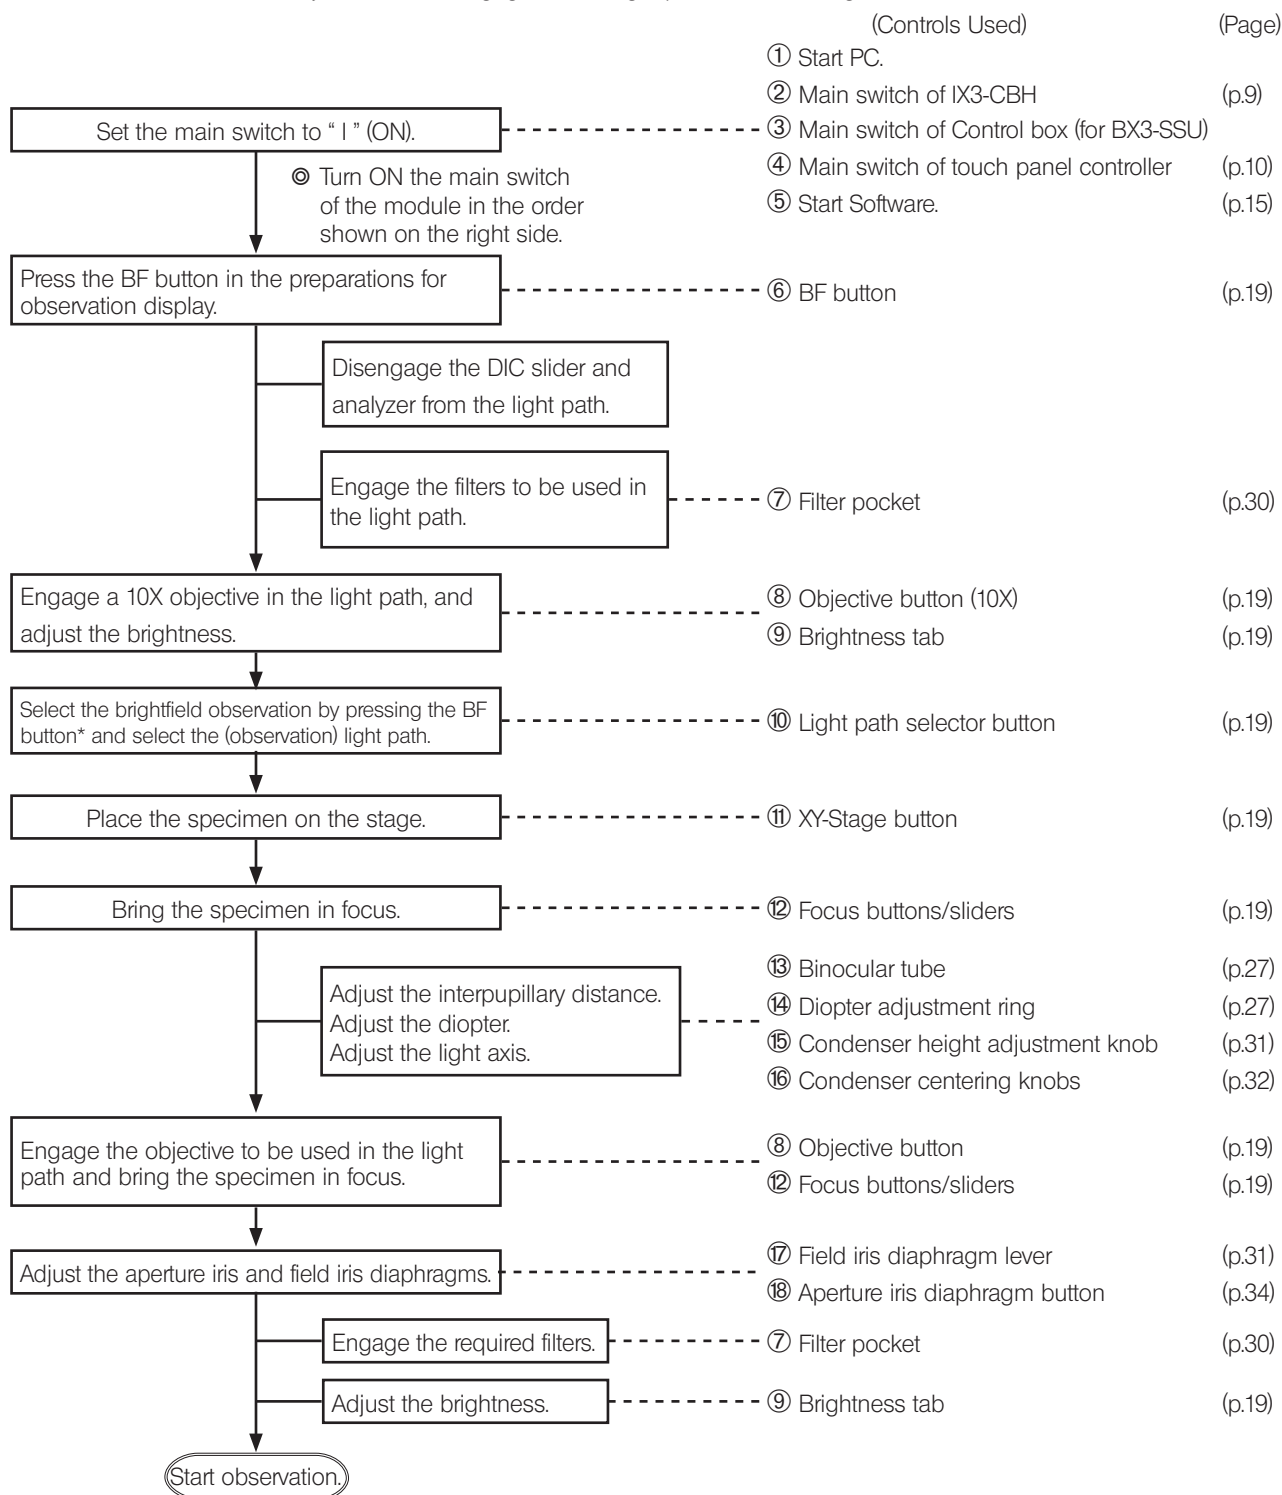 (Controls Used) (Page)
① Start PC.
② Main switch of IX3-CBH (p.9)
Set the main switch to “ I ” (ON).
③ Main switch of Control box (for BX3-SSU)
④ Main switch of touch panel controller (p.10)
◎ Turn ON the main switch
of the module in the order
shown on the right side.
⑤ Start Software. (p.15)
Press the BF button in the preparations for
observation display.
⑥ BF button (p.19)
Disengage the DIC slider and
analyzer from the light path.
Engage the filters to be used in
the light path.
⑦ Filter pocket (p.30)
Engage a 10X objective in the light path, and
adjust the brightness.
⑧ Objective button (10X) (p.19)
⑨ Brightness tab (p.19)
Select the brightfield observation by pressing the BF
button* and select the (observation) light path.
⑩ Light path selector button (p.19)
Place the specimen on the stage.
⑪ XY-Stage button (p.19)
Bring the specimen in focus.
⑫ Focus buttons/sliders (p.19)
Adjust the interpupillary distance.
Adjust the diopter.
Adjust the light axis.
⑬ Binocular tube (p.27)
⑭ Diopter adjustment ring (p.27)
⑮ Condenser height adjustment knob (p.31)
⑯ Condenser centering knobs (p.32)
Engage the objective to be used in the light
path and bring the specimen in focus.
⑧ Objective button (p.19)
⑫ Focus buttons/sliders (p.19)
Adjust the aperture iris and field iris diaphragms.
⑰ Field iris diaphragm lever (p.31)
⑱ Aperture iris diaphragm button (p.34)
Engage the required filters.
⑦ Filter pocket (p.30)
Adjust the brightness.
⑨ Brightness tab (p.19)
Start observation.